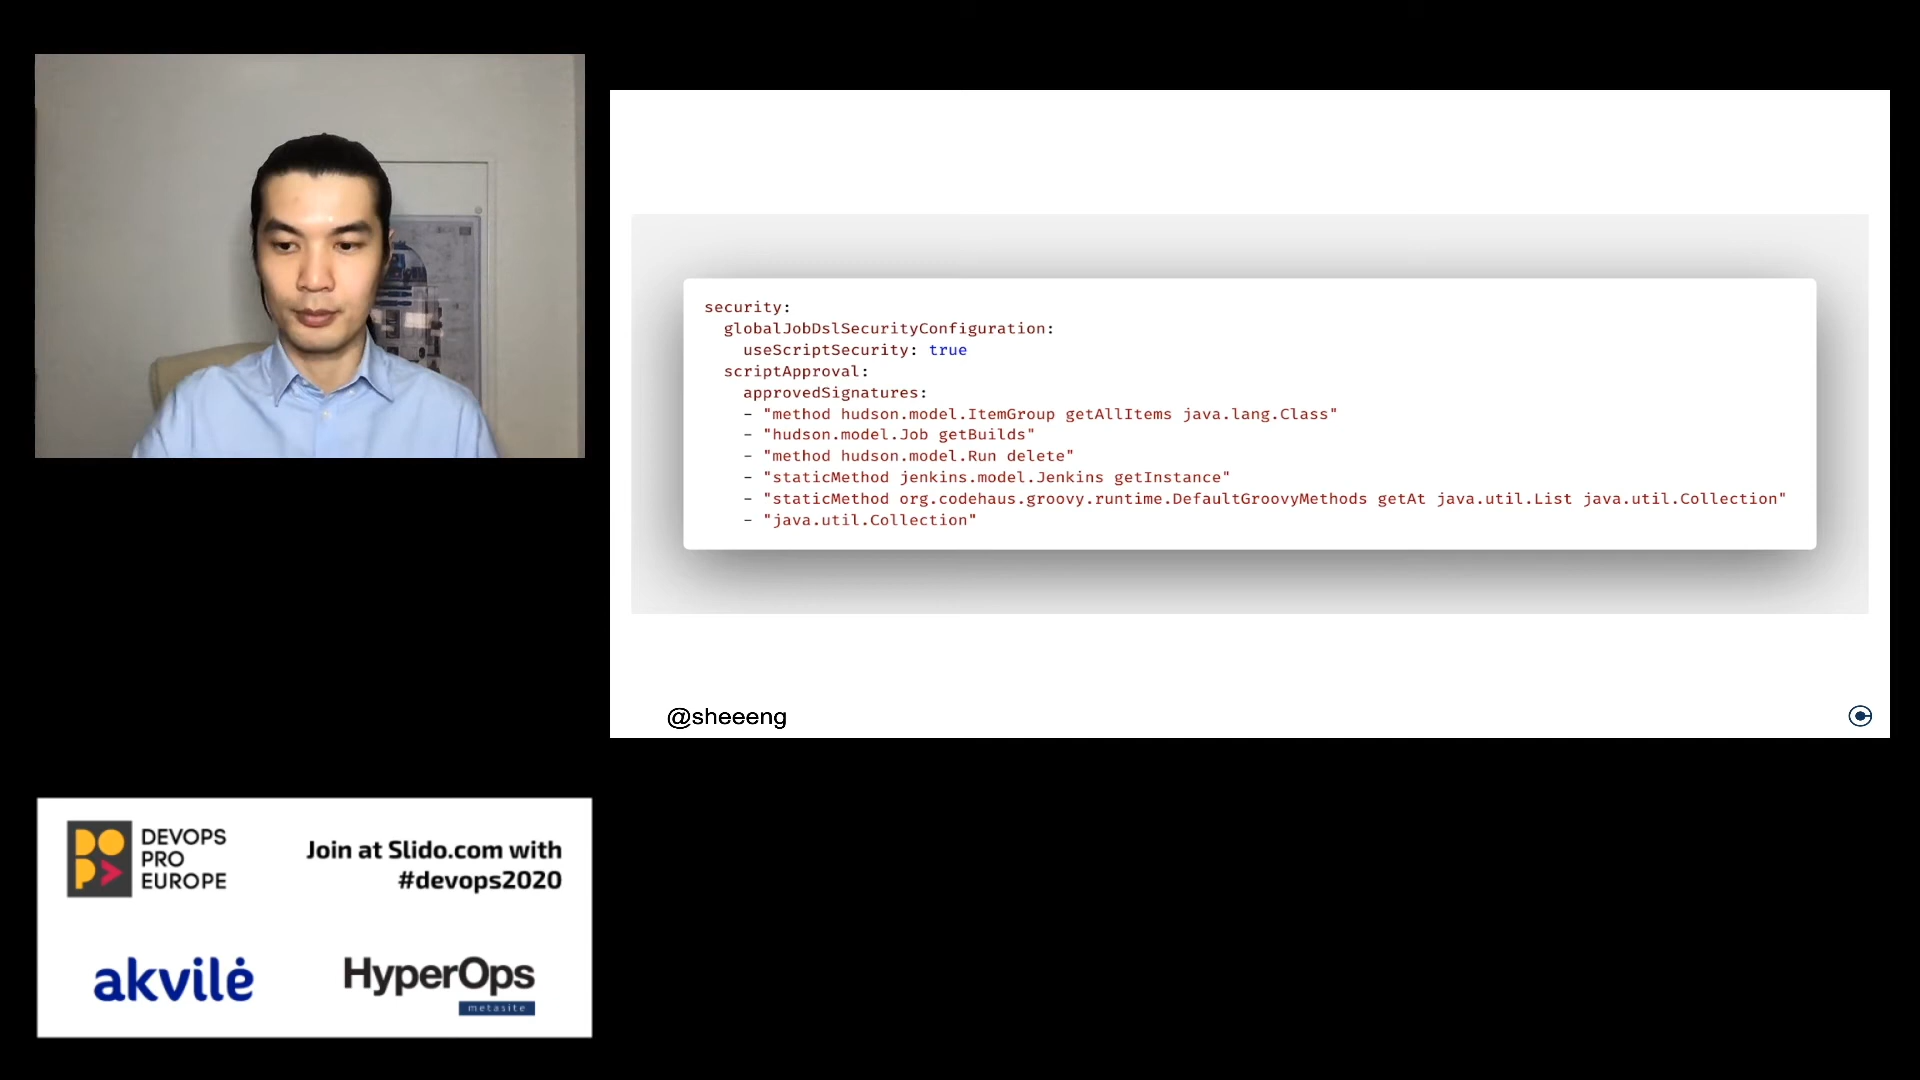 security:
  globalJobDslSecurityConfiguration:
    useScriptSecurity: true
  scriptApproval:
    approvedSignatures:
    - "method hudson.model.ItemGroup getAllItems java.lang.Class"
    - "hudson.model.Job getBuilds"
    - "method hudson.model.Run delete"
    - "staticMethod jenkins.model.Jenkins getInstance"
    - "staticMethod org.codehaus.groovy.runtime.DefaultGroovyMethods getAt java.util.List java.util.Collection"
    - "java.util.Collection"
@sheeeng
DEVOPS
PRO
EUROPE
Join at Slido.com with
#devops2020
akvilė
HyperOps
metasite